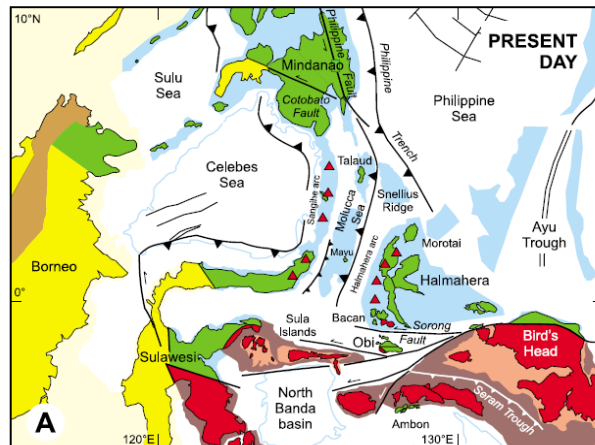 10°N
PRESENT
DAY
Philippine
Fault
Mindanao
Sulu
Sea
Cotobato
Fault
Philippine
Trench
Philippine
Sea
Talaud
Celebes
Sea
Sangihe arc
Molucca
Sea
Snellius
Ridge
Ayu
Trough
Mayu
Halmahera arc
Morotai
Halmahera
Borneo
0°
Bacan
Sula
Islands
Sorong
Fault
Obi
Bird's
Head
Sulawesi
North
Banda
basin
Seram Trough
Ambon
A
120°E
130°E